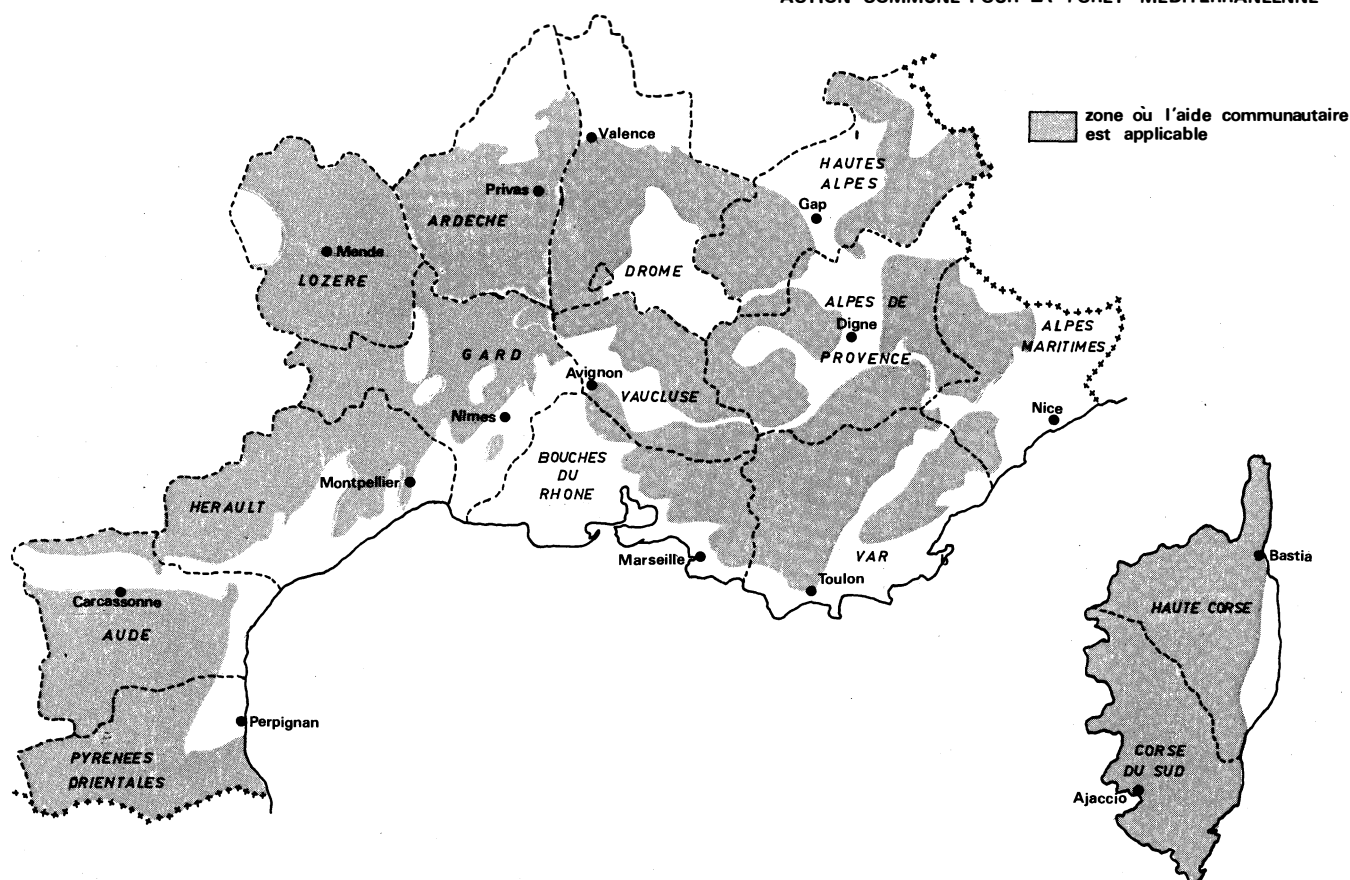 ACTION COMMUNE POUR LA FORET MEDITERRANEENNE
zone où l'aide communautaire
est applicable
Valence
HAUTES
ALPES
Privas
Gap
ARDECHE
Mende
LOZERE
DROME
ALPES DE
Digne
PROVENCE
ALPES
MARITIMES
GARD
Avignon
VAUCLUSE
Nîmes
Nice
BOUCHES
DU
RHONE
Montpellier
HERAULT
Marseille
VAR
Toulon
Bastia
Carcassonne
AUDE
HAUTE CORSE
Perpignan
PYRENEES
ORIENTALES
CORSE
DU SUD
Ajaccio